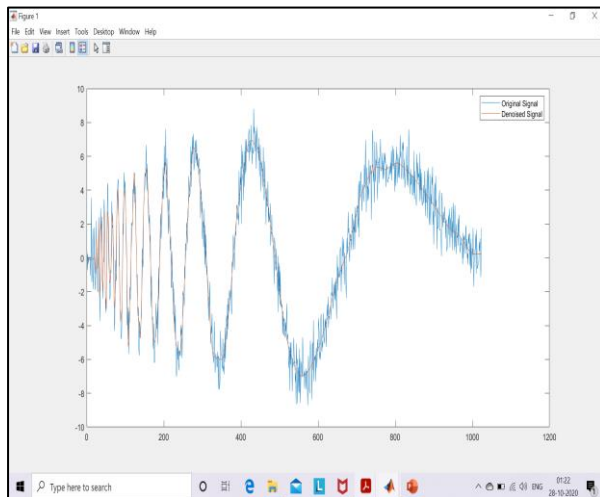 Figure 1
File Edit View Insert Tools Desktop Window Help
Original Signal
Denoised Signal
10
8
6
4
2
0
-2
-4
-6
-8
-10
0 200 400 600 800 1000 1200
Type here to search
ENG
01:22
28-10-2020